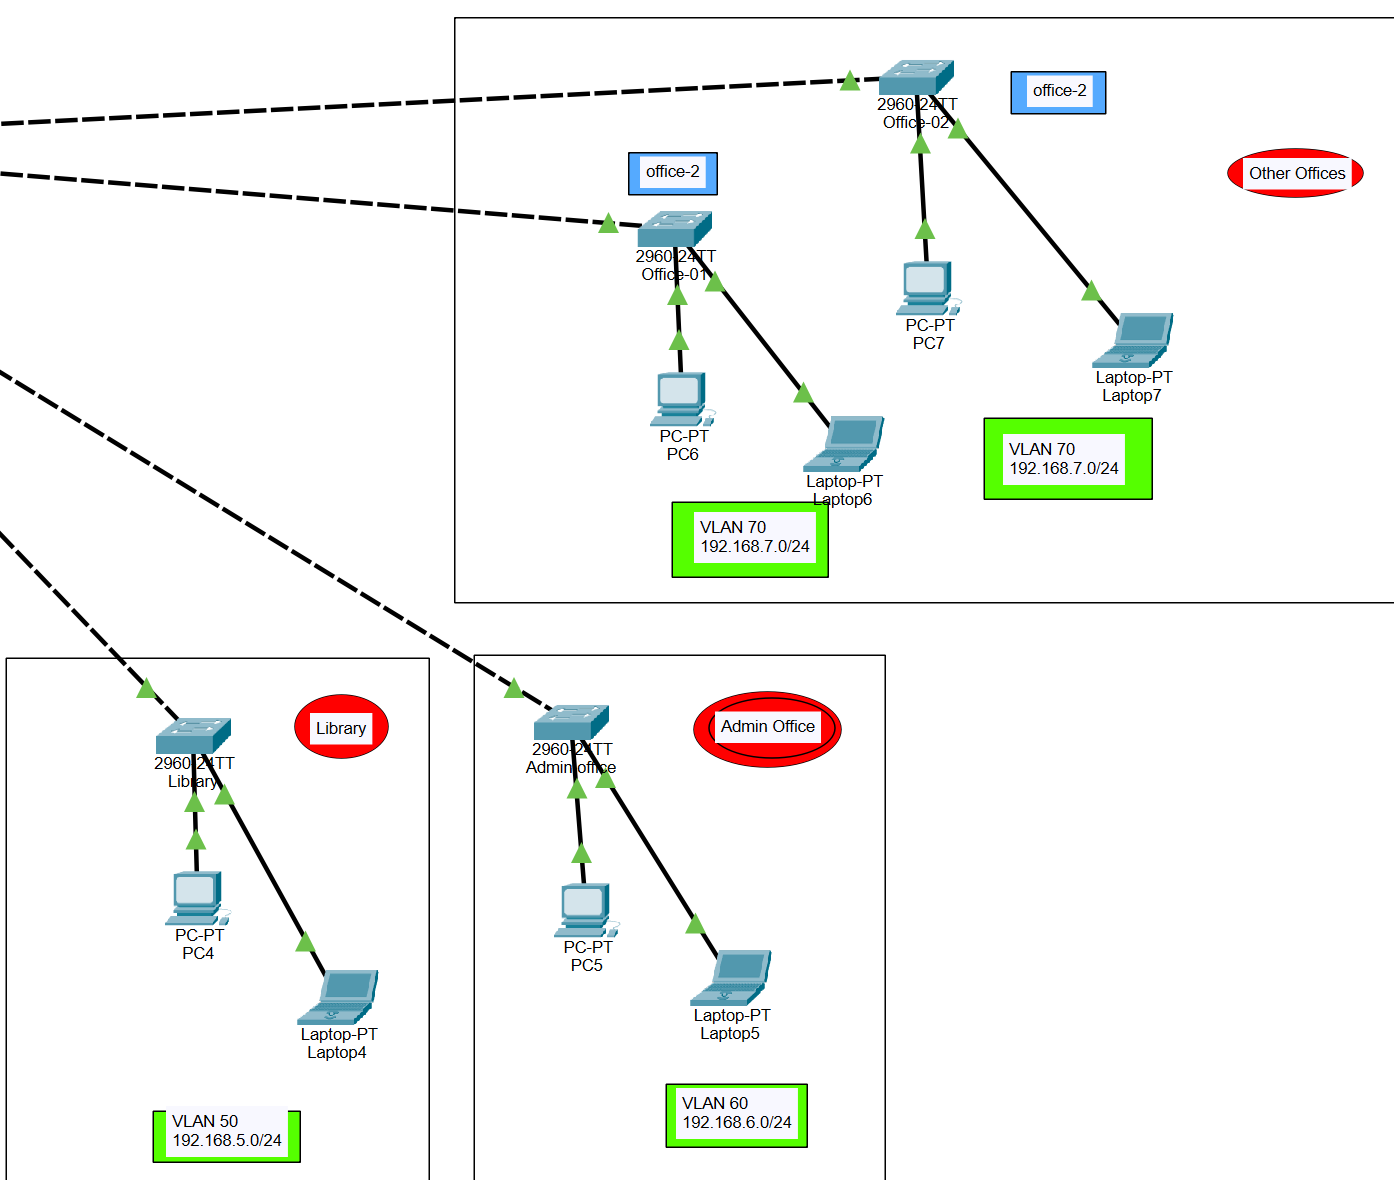 2960-24TT
Office-02
office-2
Other Offices
office-2
2960-24TT
Office-01
PC-PT
PC7
Laptop-PT
Laptop7
PC-PT
PC6
VLAN 70
192.168.7.0/24
Laptop-PT
Laptop6
VLAN 70
192.168.7.0/24
Library
2960-24TT
Library
PC-PT
PC4
Laptop-PT
Laptop4
VLAN 50
192.168.5.0/24
Admin Office
2960-24TT
Admin office
PC-PT
PC5
Laptop-PT
Laptop5
VLAN 60
192.168.6.0/24